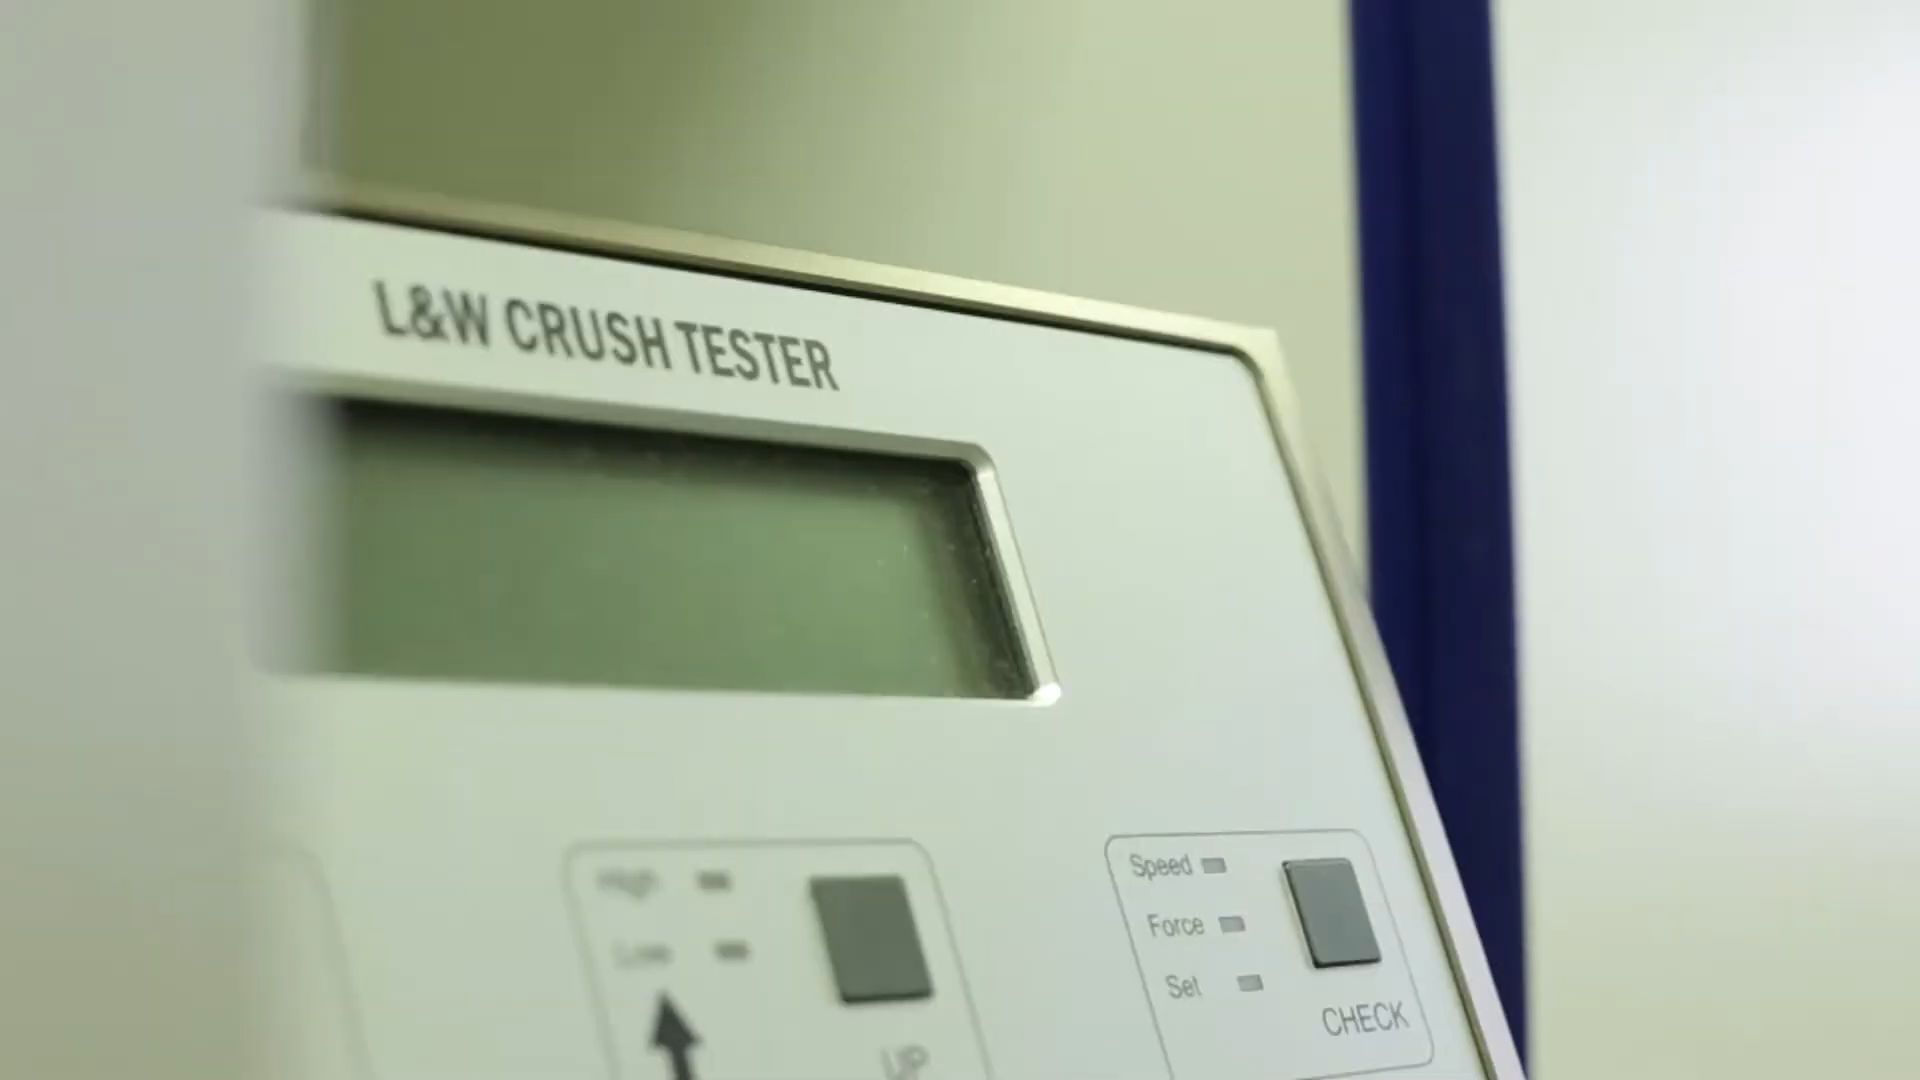 L&W CRUSH TESTER
High
Low
UP
Speed
Force
Set
CHECK